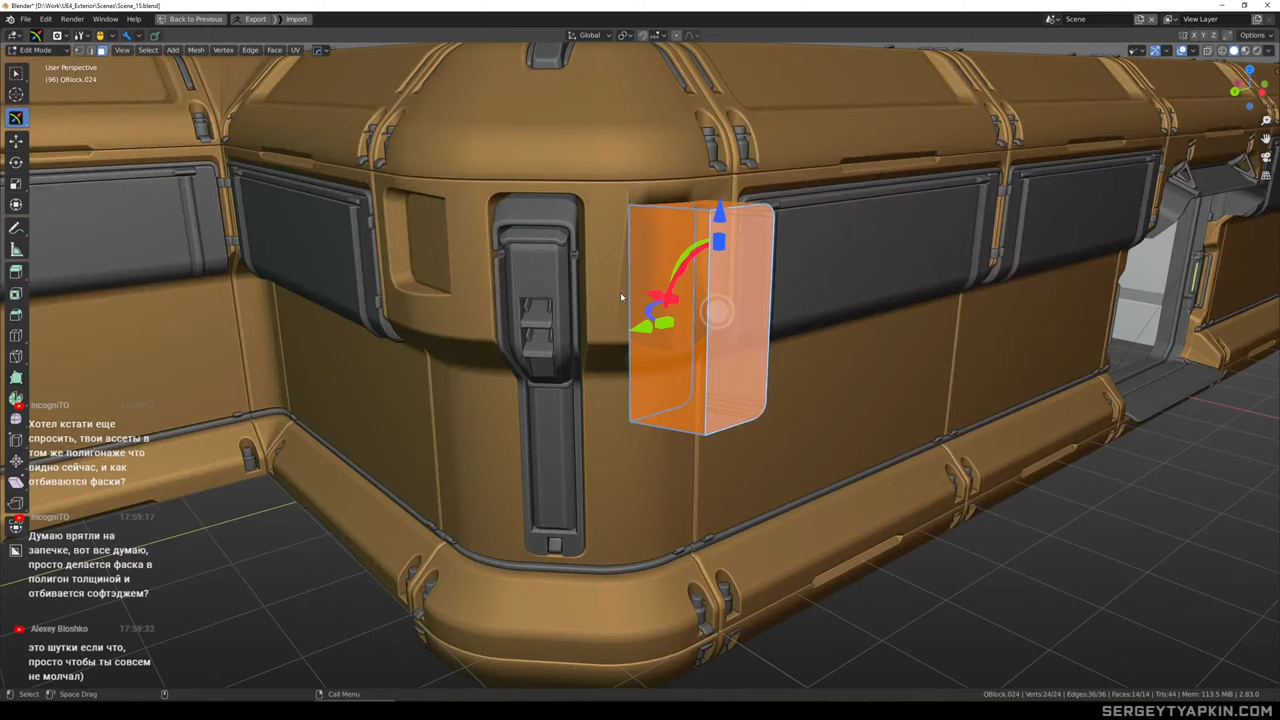 Blender* [D:\Work\UE4_Exterior\Scenes\Scene_15.blend]
File Edit Render Window Help Back to Previous Export Import Scene View Layer
Global X Y Z Options
Edit Mode View Select Add Mesh Vertex Edge Face UV
User Perspective
(96) QBlock.024
IncogniTO
Хотел кстати еще
спросить, твои ассеты в
том же полигонаже что
видно сейчас, и как
отбиваются фаски?
IncogniTO 17:59:17
Думаю врятли на
запечке, вот все думаю,
просто делается фаска в
полигон толщиной и
отбивается софтэджем?
Alexey Bloshko 17:59:32
это шутки если что,
просто чтобы ты совсем
не молчал)
Select Space Drag Call Menu QBlock.024 | Verts:24/24 | Edges:36/36 | Faces:14/14 | Tris:44 | Mem: 113.5 MiB | 2.83.0
SERGEYTYAPKIN.COM